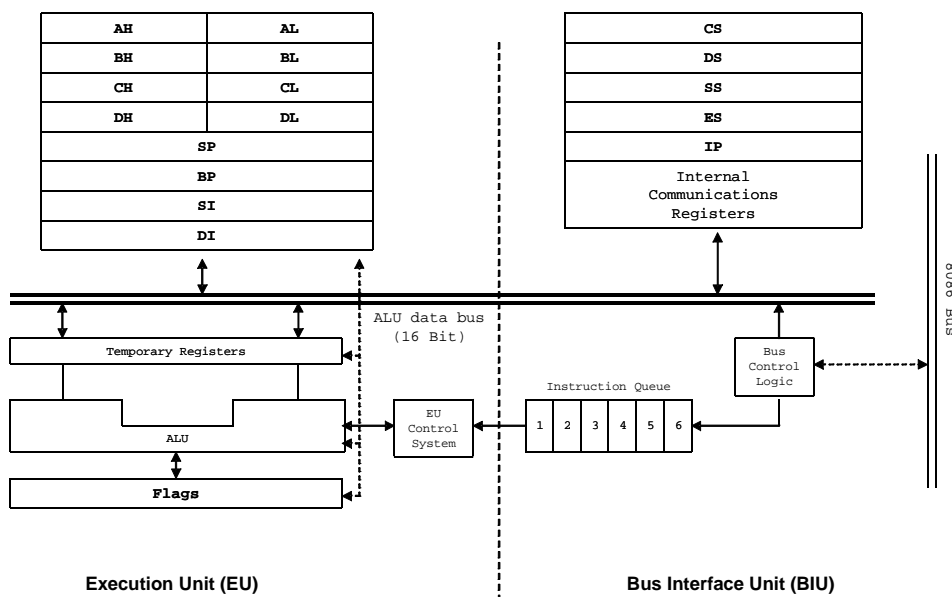 AH AL
BH BL
CH CL
DH DL
SP
BP
SI
DI
CS
DS
SS
ES
IP
Internal
Communications
Registers
8086 Bus
ALU data bus
(16 Bit)
Temporary Registers
ALU
Flags
EU
Control
System
Instruction Queue
1 2 3 4 5 6
Bus
Control
Logic
Execution Unit (EU)
Bus Interface Unit (BIU)